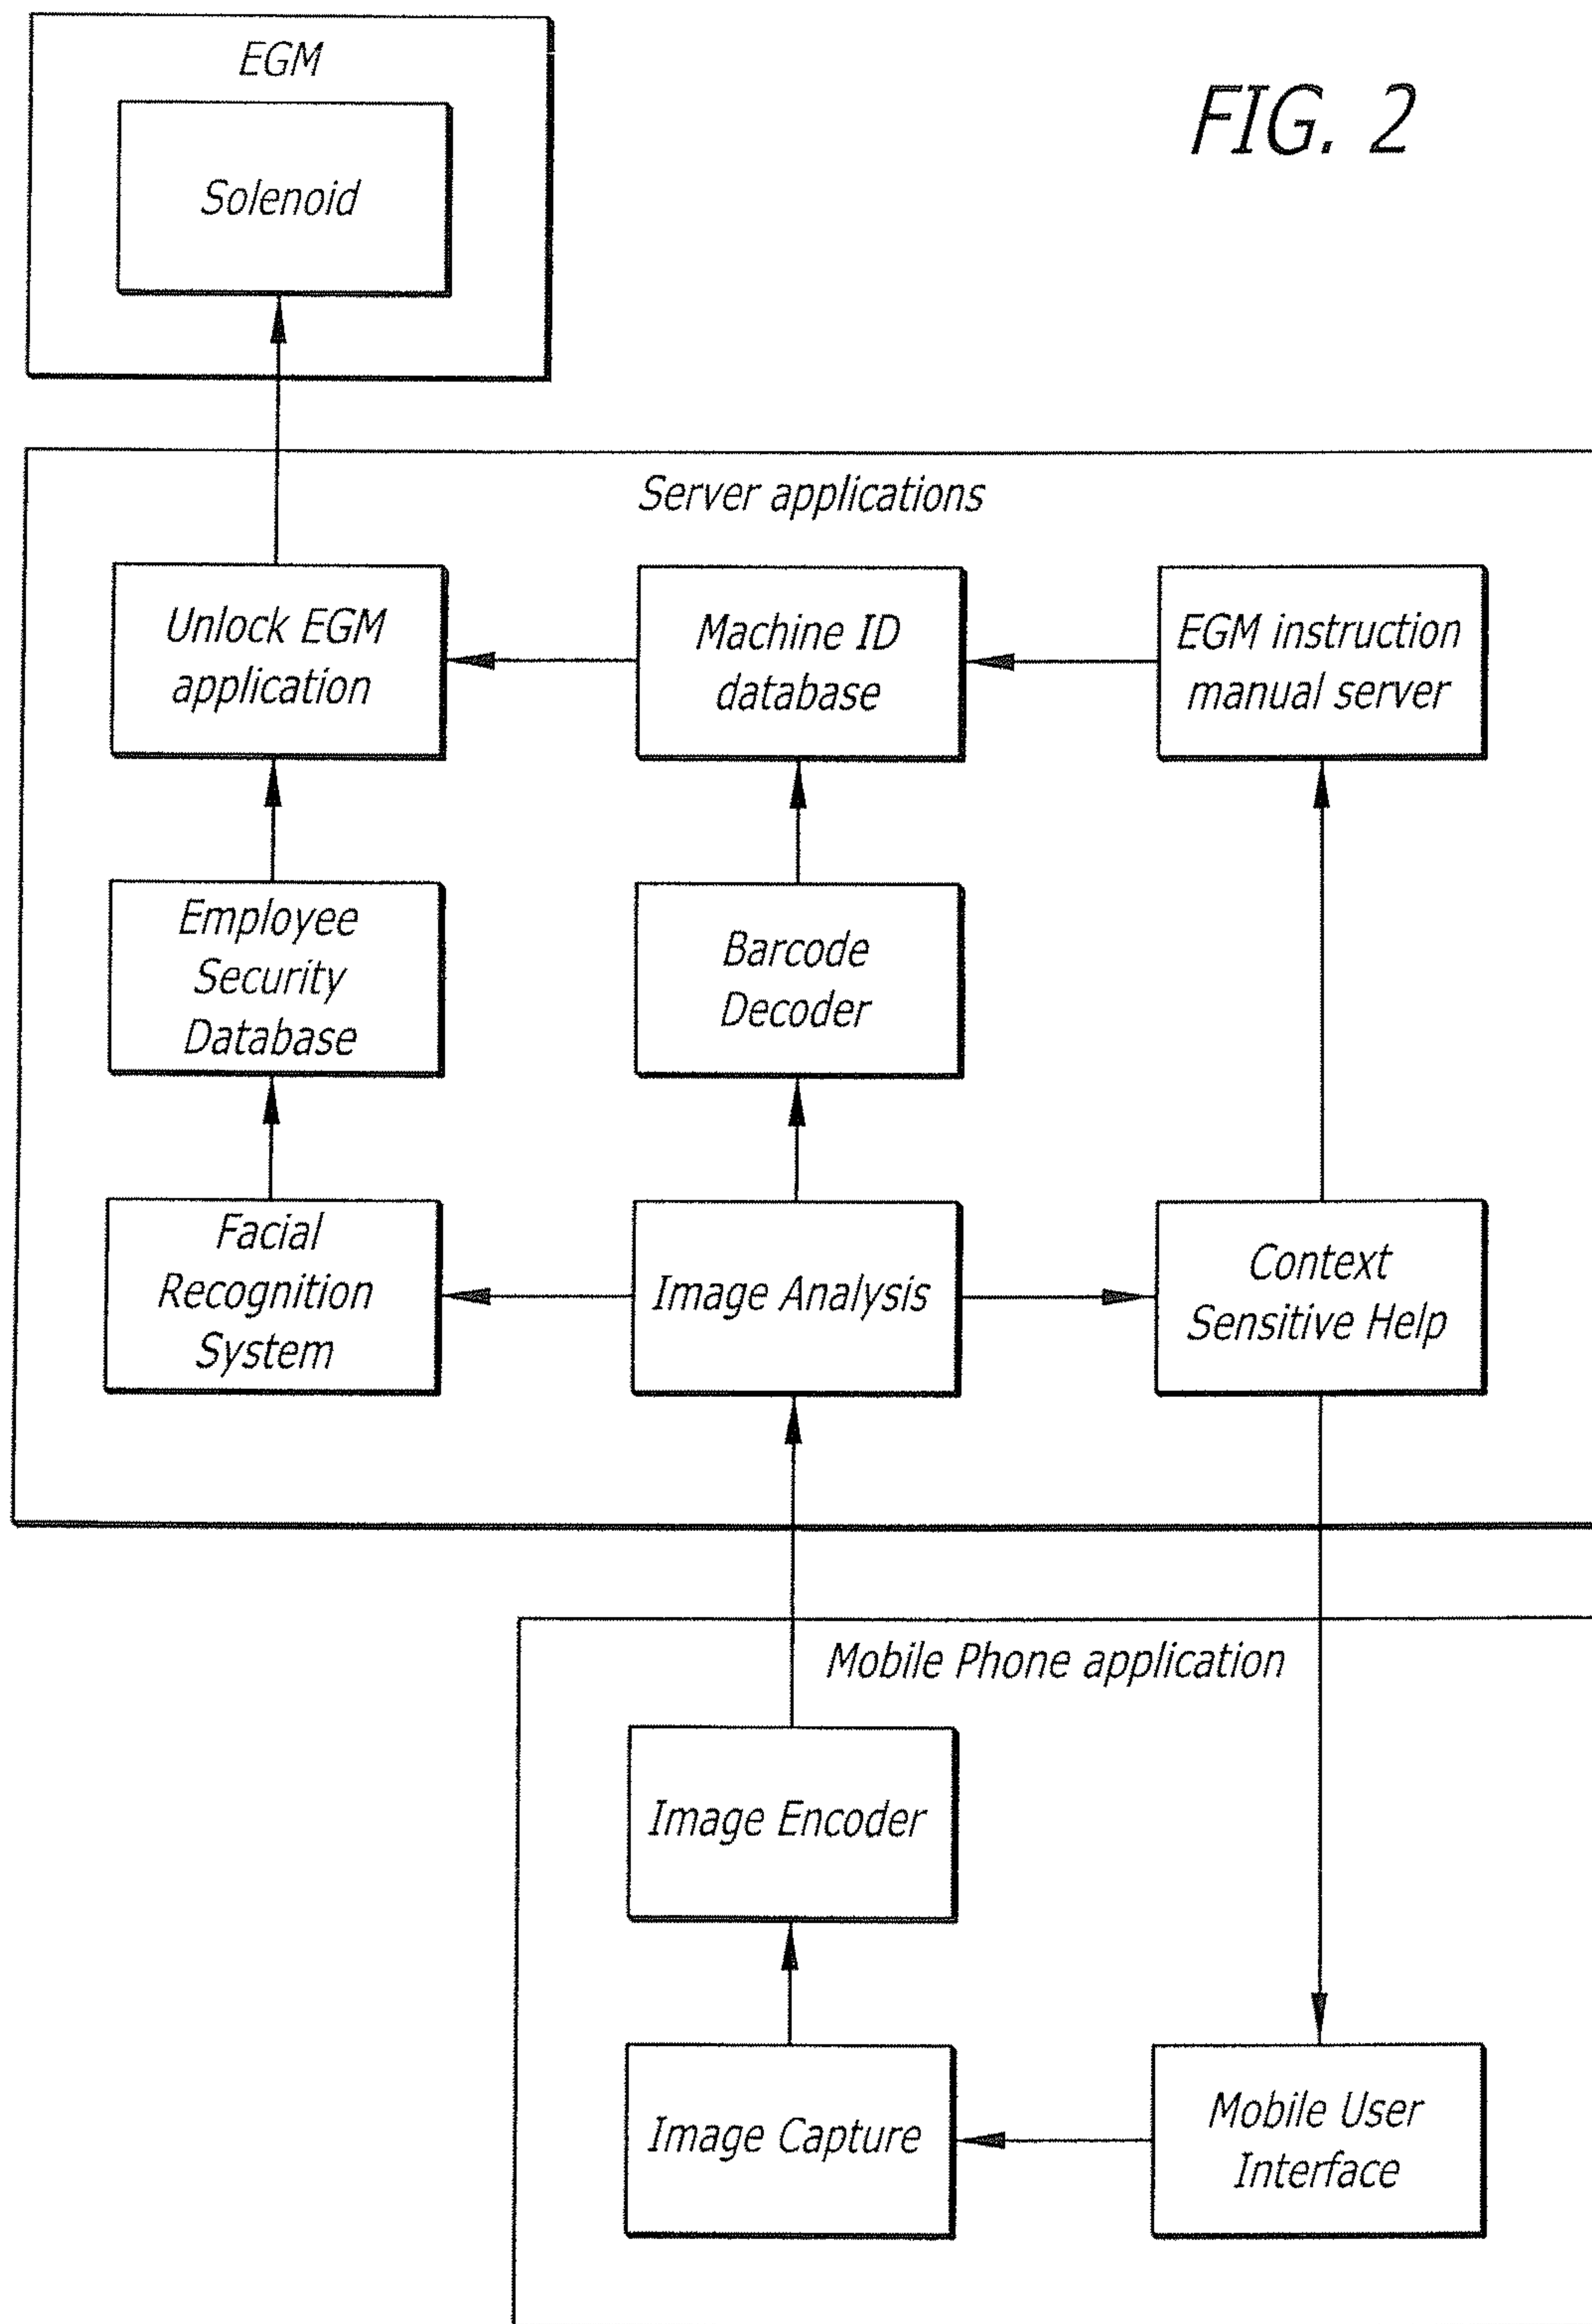 EGM
FIG. 2
Solenoid
Server applications
Unlock EGM
application
Machine ID
database
EGM instruction
manual server
Employee
Security
Database
Barcode
Decoder
Facial
Recognition
System
Image Analysis
Context
Sensitive Help
Mobile Phone application
Image Encoder
Image Capture
Mobile User
Interface